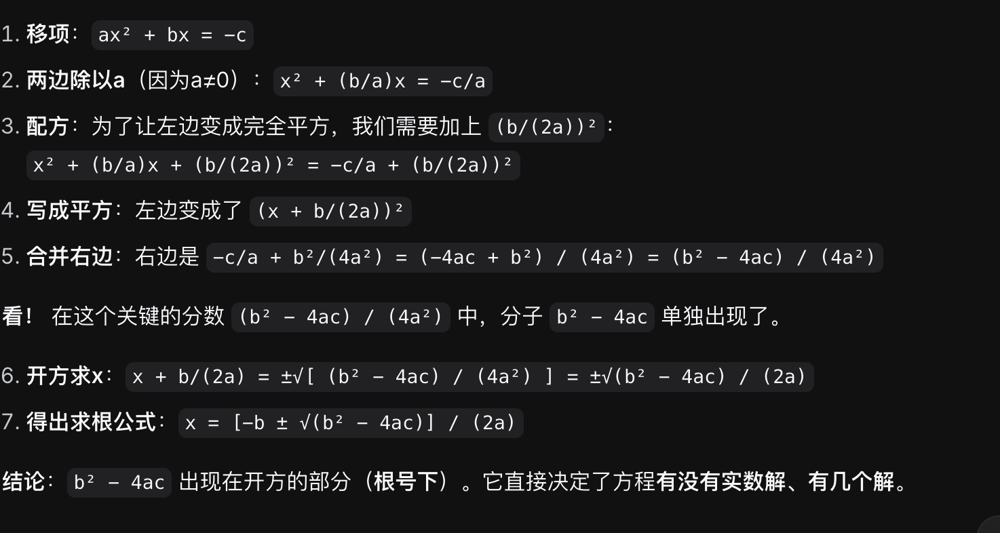 1. 移项： ax² + bx = −c
2. 两边除以a（因为a≠0）： x² + (b/a)x = −c/a
3. 配方：为了让左边变成完全平方，我们需要加上 (b/(2a))²：
x² + (b/a)x + (b/(2a))² = −c/a + (b/(2a))²
4. 写成平方：左边变成了 (x + b/(2a))²
5. 合并右边：右边是 −c/a + b²/(4a²) = (−4ac + b²) / (4a²) = (b² − 4ac) / (4a²)
看！ 在这个关键的分数 (b² − 4ac) / (4a²) 中，分子 b² − 4ac 单独出现了。
6. 开方求x： x + b/(2a) = ±√[ (b² − 4ac) / (4a²) ] = ±√(b² − 4ac) / (2a)
7. 得出求根公式： x = [−b ± √(b² − 4ac)] / (2a)
结论： b² − 4ac 出现在开方的部分（根号下）。它直接决定了方程有没有实数解、有几个解。